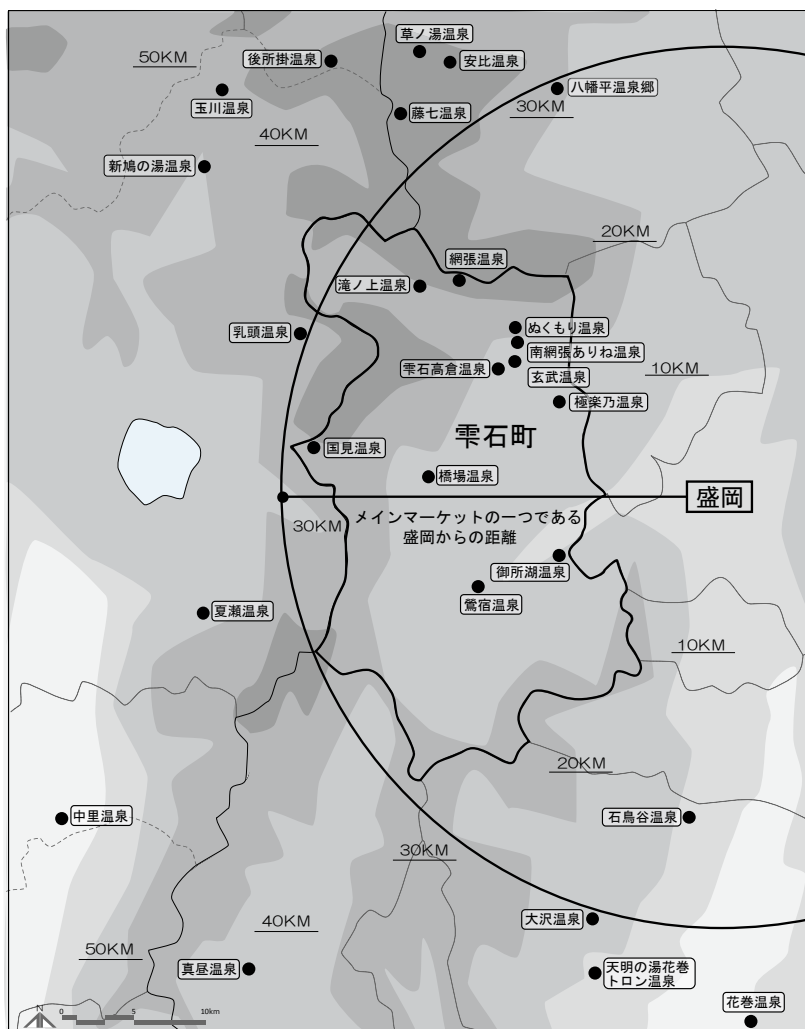 草ノ湯温泉
50KM
後所掛温泉
安比温泉
八幡平温泉郷
玉川温泉
藤七温泉
30KM
40KM
新鳩の湯温泉
20KM
網張温泉
滝ノ上温泉
ぬくもり温泉
乳頭温泉
南網張ありね温泉
雫石高倉温泉
10KM
玄武温泉
極楽乃温泉
雫石町
国見温泉
橋場温泉
盛岡
30KM
メインマーケットの一つである
盛岡からの距離
御所湖温泉
鶯宿温泉
夏瀬温泉
10KM
20KM
中里温泉
石鳥谷温泉
30KM
大沢温泉
40KM
50KM
真昼温泉
天明の湯花巻
トロン温泉
花巻温泉
N
0 5 10km